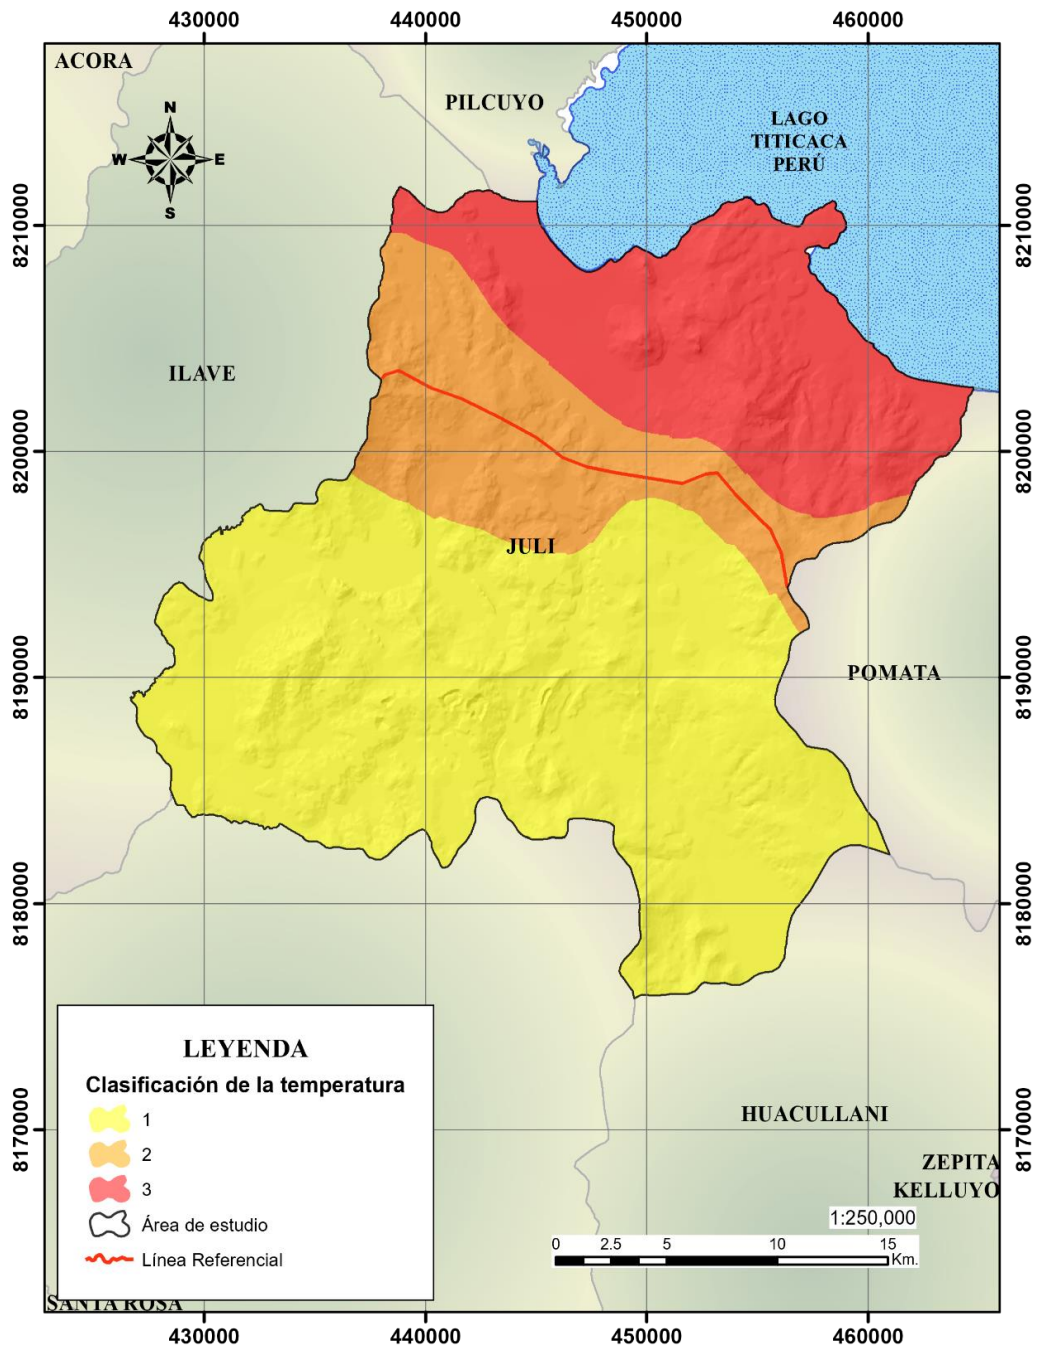 430000 440000 450000 460000
ACORA
PILCUYO
LAGO
TITICACA
PERÚ
N
W E
S
8210000 8210000
ILAVE
8200000 8200000
JULI
POMATA
8190000 8190000
8180000 8180000
LEYENDA
Clasificación de la temperatura
1
2
3
Área de estudio
Línea Referencial
HUACULLANI
8170000 8170000
ZEPITA
KELLUYO
1:250,000
0 2.5 5 10 15
Km.
SANTA ROSA
430000 440000 450000 460000